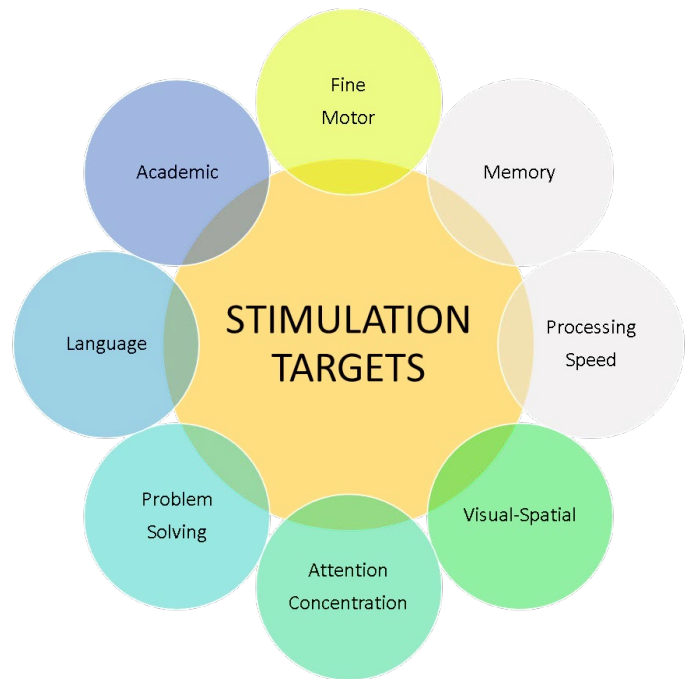 Fine
Motor
Academic
Memory
STIMULATION
TARGETS
Language
Processing
Speed
Problem
Solving
Visual-Spatial
Attention
Concentration